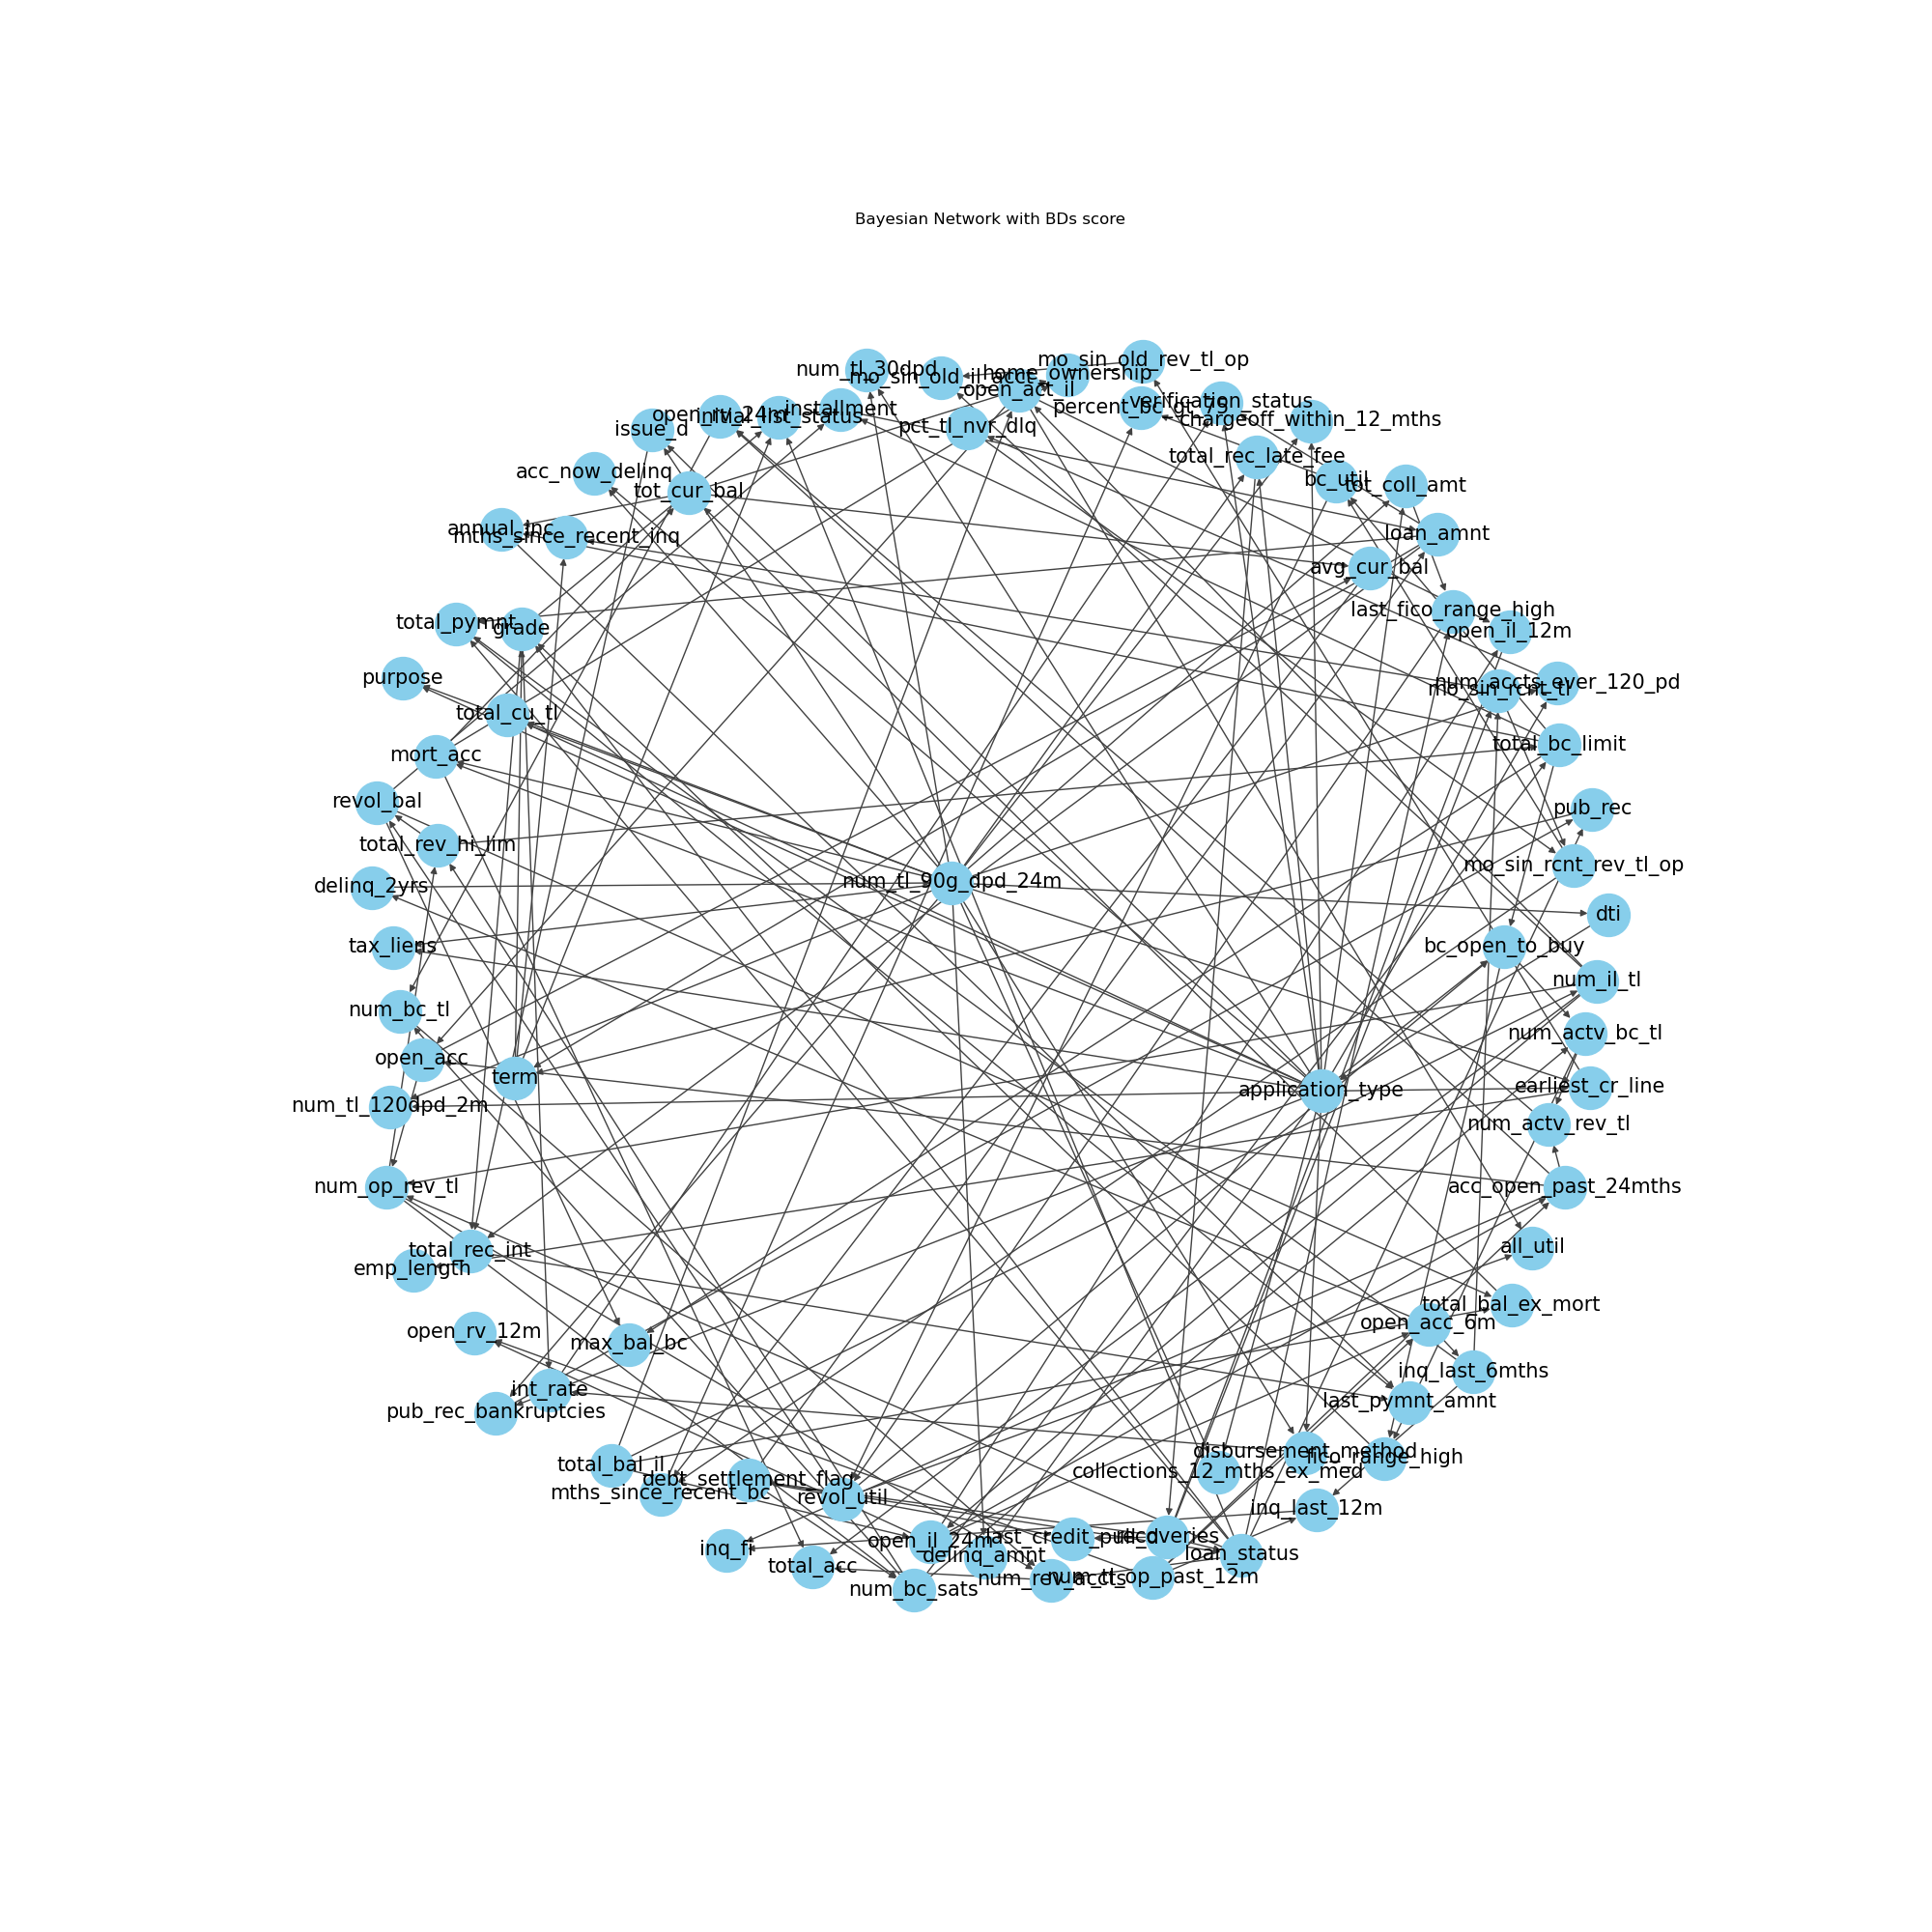 Bayesian Network with BDs score
mo_sin_old_rev_tl_op
num_tl_30dpd
home_ownership
mo_sin_old_il_acct
open_act_il
verification_status
percent_bc_gt_75
installment
open_rv_24m
initial_list_status
chargeoff_within_12_mths
issue_d
pct_tl_nvr_dlq
total_rec_late_fee
acc_now_delinq
bc_util
tot_coll_amt
tot_cur_bal
annual_inc
mths_since_recent_inq
loan_amnt
avg_cur_bal
last_fico_range_high
total_pymnt
grade
open_il_12m
purpose
num_accts_ever_120_pd
mo_sin_rcnt_tl
total_cu_tl
total_bc_limit
mort_acc
revol_bal
pub_rec
total_rev_hi_lim
mo_sin_rcnt_rev_tl_op
delinq_2yrs
num_tl_90g_dpd_24m
dti
tax_liens
bc_open_to_buy
num_il_tl
num_bc_tl
num_actv_bc_tl
open_acc
term
application_type
earliest_cr_line
num_tl_120dpd_2m
num_actv_rev_tl
num_op_rev_tl
acc_open_past_24mths
total_rec_int
all_util
emp_length
total_bal_ex_mort
open_acc_6m
open_rv_12m
max_bal_bc
inq_last_6mths
int_rate
last_pymnt_amnt
pub_rec_bankruptcies
disbursement_method
fico_range_high
total_bal_il
collections_12_mths_ex_med
debt_settlement_flag
mths_since_recent_bc
revol_util
inq_last_12m
last_credit_pull_d
recoveries
open_il_24m
inq_fi
loan_status
delinq_amnt
total_acc
num_rev_accts
num_tl_op_past_12m
num_bc_sats